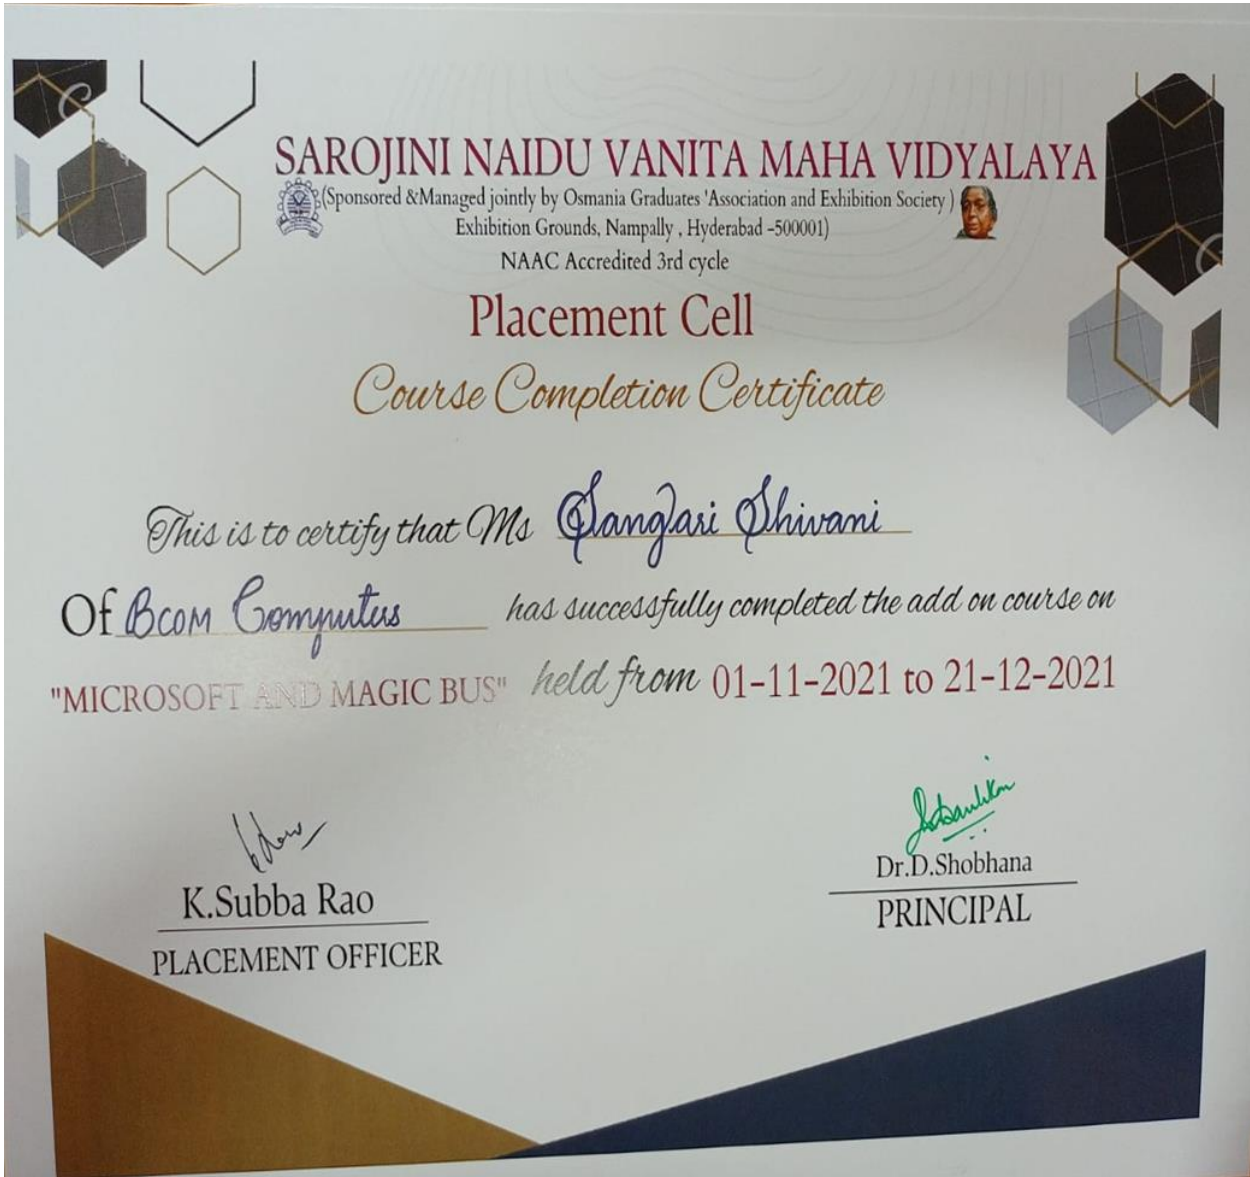 SAROJINI NAIDU VANITA MAHA VIDYALAYA
(Sponsored &Managed jointly by Osmania Graduates 'Association and Exhibition Society )
Exhibition Grounds, Nampally , Hyderabad -500001)
NAAC Accredited 3rd cycle
Placement Cell
Course Completion Certificate
This is to certify that Ms Sangari Shivani
Of Bcom Computers has successfully completed the add on course on
"MICROSOFT AND MAGIC BUS" held from 01-11-2021 to 21-12-2021
K.Subba Rao
PLACEMENT OFFICER
Dr.D.Shobhana
PRINCIPAL